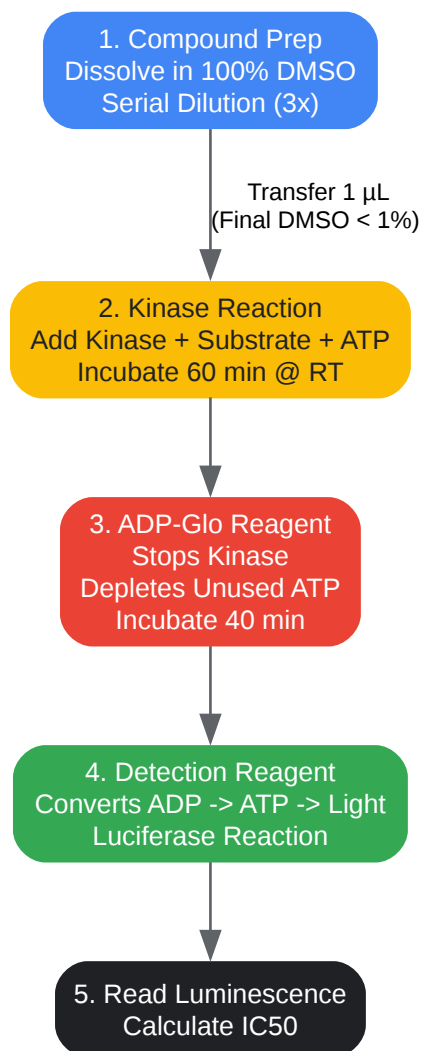 1. Compound Prep
Dissolve in 100% DMSO
Serial Dilution (3x)
Transfer 1 µL
(Final DMSO < 1%)
2. Kinase Reaction
Add Kinase + Substrate + ATP
Incubate 60 min @ RT
3. ADP-Glo Reagent
Stops Kinase
Depletes Unused ATP
Incubate 40 min
4. Detection Reagent
Converts ADP -> ATP -> Light
Luciferase Reaction
5. Read Luminescence
Calculate IC50